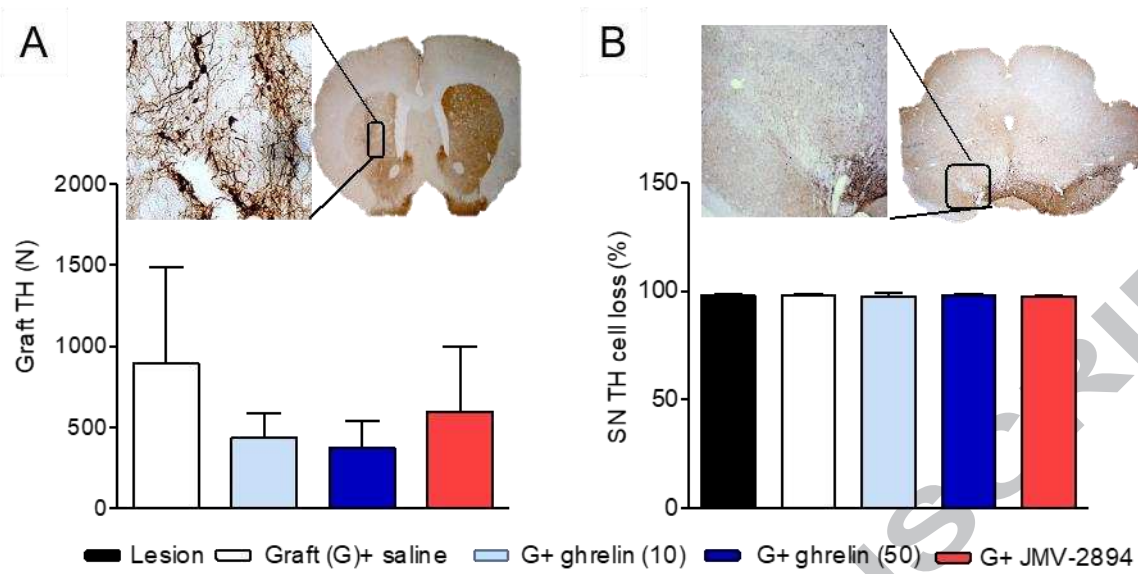 A
B
Graft TH (N)
2000
1500
1000
500
0
SN TH cell loss (%)
150
100
50
0
Lesion
Graft (G)+ saline
G+ ghrelin (10)
G+ ghrelin (50)
G+ JMV-2894